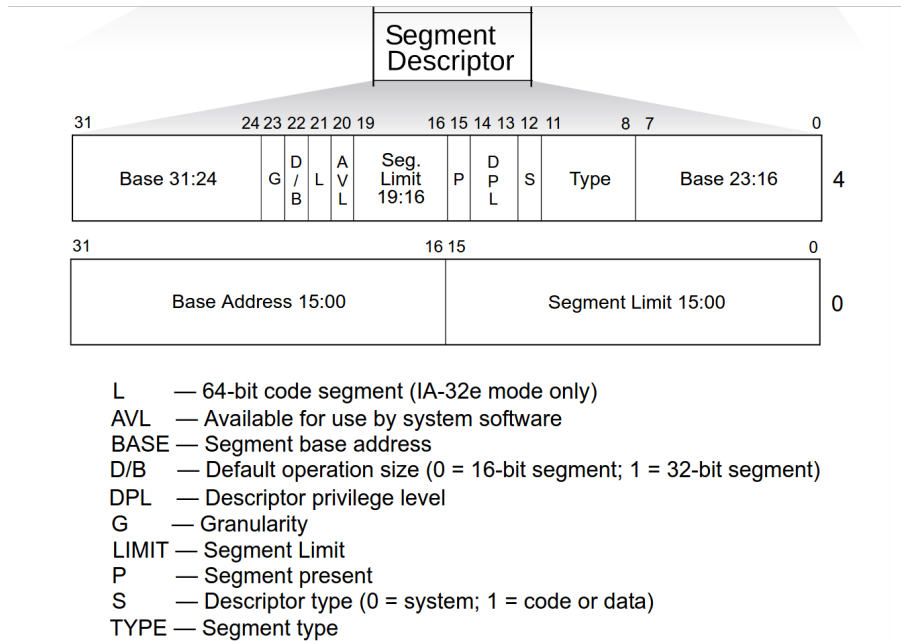 Segment
Descriptor
31 24 23 22 21 20 19 16 15 14 13 12 11 8 7 0
Base 31:24 G D/B L AVL Seg. Limit 19:16 P DPL S Type Base 23:16 4
31 16 15 0
Base Address 15:00 Segment Limit 15:00 0
L — 64-bit code segment (IA-32e mode only)
AVL — Available for use by system software
BASE — Segment base address
D/B — Default operation size (0 = 16-bit segment; 1 = 32-bit segment)
DPL — Descriptor privilege level
G — Granularity
LIMIT — Segment Limit
P — Segment present
S — Descriptor type (0 = system; 1 = code or data)
TYPE — Segment type